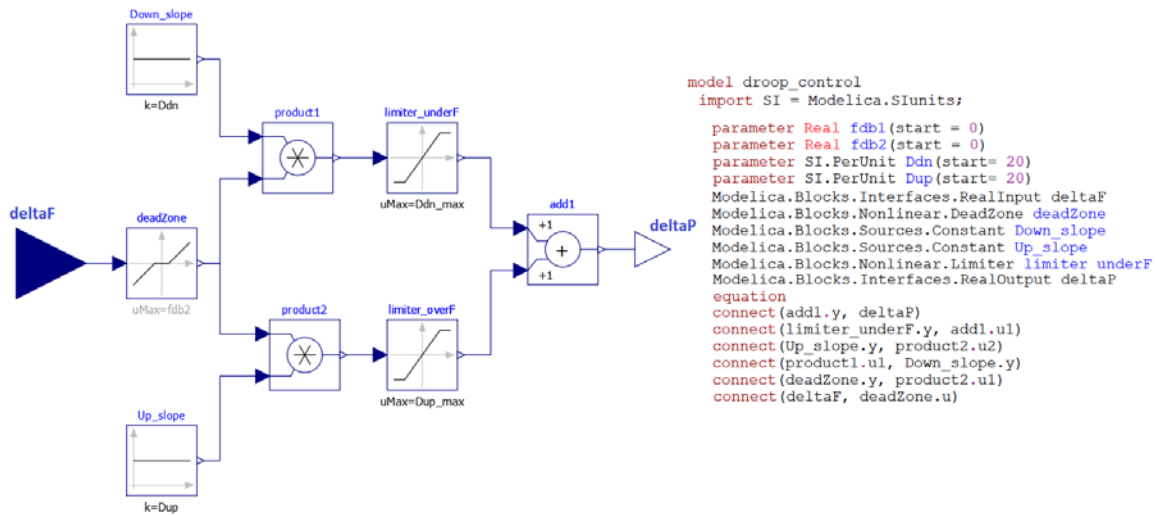 Down_slope
k=Ddn
product1
limiter_underF
uMax=Ddn_max
add1
+1
+
+1
deltaP
deltaF
deadZone
uMax=fdb2
product2
limiter_overF
uMax=Dup_max
Up_slope
k=Dup
model droop_control
import SI = Modelica.SIunits;
parameter Real fdb1(start = 0)
parameter Real fdb2(start = 0)
parameter SI.PerUnit Ddn(start= 20)
parameter SI.PerUnit Dup(start= 20)
Modelica.Blocks.Interfaces.RealInput deltaF
Modelica.Blocks.Nonlinear.DeadZone deadZone
Modelica.Blocks.Sources.Constant Down_slope
Modelica.Blocks.Sources.Constant Up_slope
Modelica.Blocks.Nonlinear.Limiter limiter underF
Modelica.Blocks.Interfaces.RealOutput deltaP
equation
connect(add1.y, deltaP)
connect(limiter_underF.y, add1.u1)
connect(Up_slope.y, product2.u2)
connect(product1.u1, Down_slope.y)
connect(deadZone.y, product2.u1)
connect(deltaF, deadZone.u)